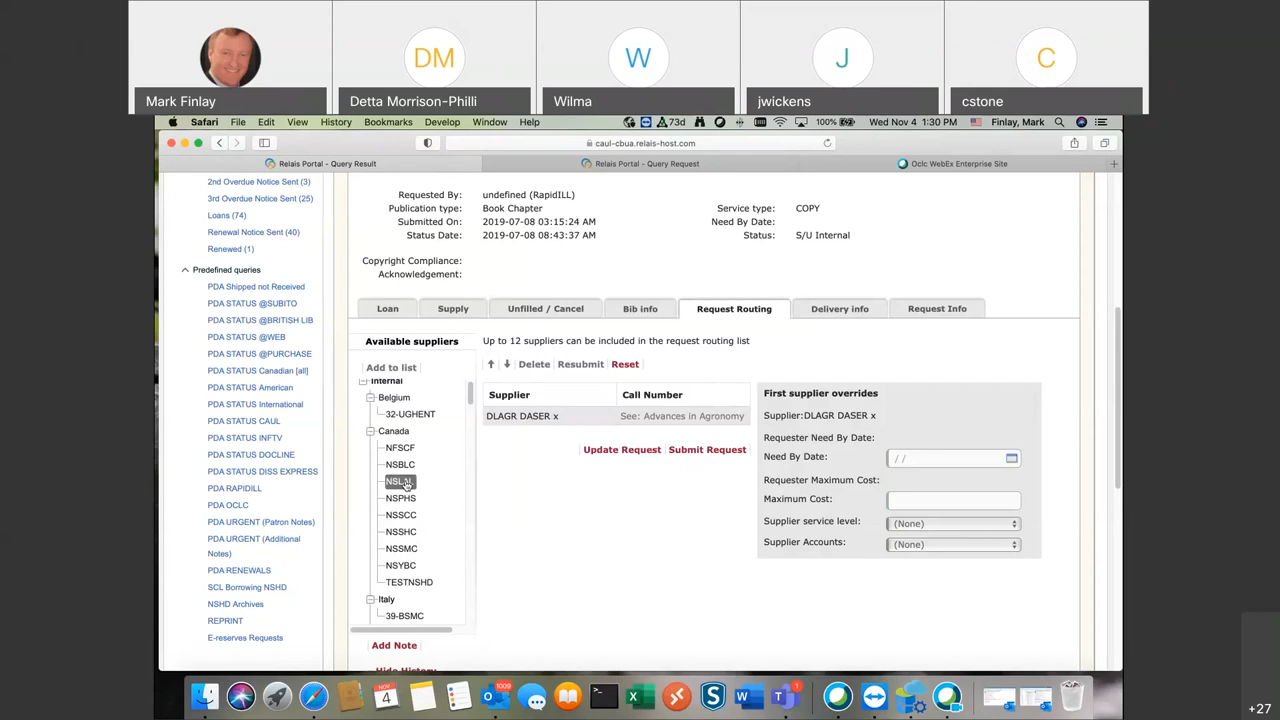 DM
W
J
C
Mark Finlay
Detta Morrison-Philli
Wilma
jwickens
cstone
Safari File Edit View History Bookmarks Develop Window Help
73d
100%
Wed Nov 4 1:30 PM
Finlay, Mark
caul-cbua.relais-host.com
Relais Portal - Query Result
Relais Portal - Query Request
Oclc WebEx Enterprise Site
2nd Overdue Notice Sent (3)
3rd Overdue Notice Sent (25)
Loans (74)
Renewal Notice Sent (40)
Renewed (1)
Predefined queries
PDA Shipped not Received
PDA STATUS @SUBITO
PDA STATUS @BRITISH LIB
PDA STATUS @WEB
PDA STATUS @PURCHASE
PDA STATUS Canadian [all]
PDA STATUS American
PDA STATUS International
PDA STATUS CAUL
PDA STATUS INFTV
PDA STATUS DOCLINE
PDA STATUS DISS EXPRESS
PDA RAPIDILL
PDA OCLC
PDA URGENT (Patron Notes)
PDA URGENT (Additional
Notes)
PDA RENEWALS
SCL Borrowing NSHD
NSHD Archives
REPRINT
E-reserves Requests
Requested By: undefined (RapidILL)
Publication type: Book Chapter
Service type: COPY
Submitted On: 2019-07-08 03:15:24 AM
Need By Date:
Status Date: 2019-07-08 08:43:37 AM
Status: S/U Internal
Copyright Compliance:
Acknowledgement:
Loan
Supply
Unfilled / Cancel
Bib info
Request Routing
Delivery info
Request Info
Available suppliers
Add to list
Internal
Belgium
32-UGHENT
Canada
NFSCF
NSBLC
NSPHS
NSSCC
NSSHC
NSSMC
NSYBC
TESTNSHD
Italy
39-BSMC
Add Note
Hide History
Up to 12 suppliers can be included in the request routing list
Delete Resubmit Reset
Supplier Call Number
DLAGR DASER x See: Advances in Agronomy
Update Request Submit Request
First supplier overrides
Supplier:DLAGR DASER x
Requester Need By Date:
Need By Date: / /
Requester Maximum Cost:
Maximum Cost:
Supplier service level: (None)
Supplier Accounts: (None)
NOV
4
1009
1
+27